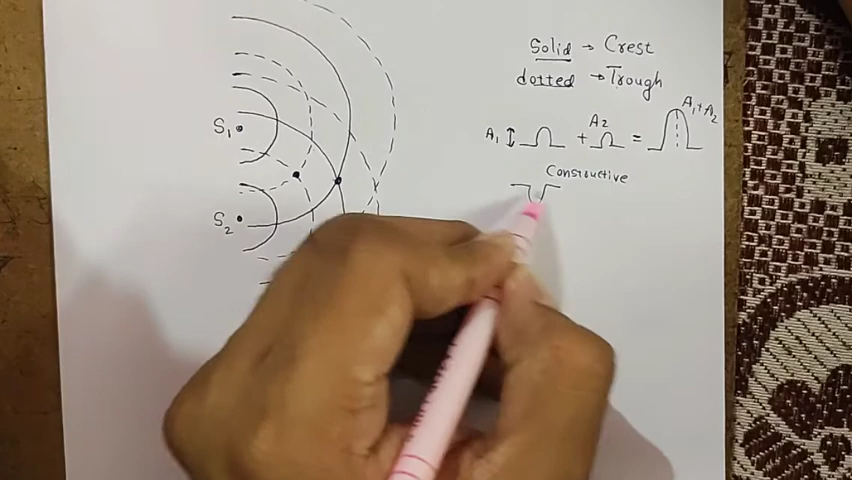 Solid → Crest
dotted → Trough
A₁ + A₂ = A₁+A₂
Constructive
S₁
S₂